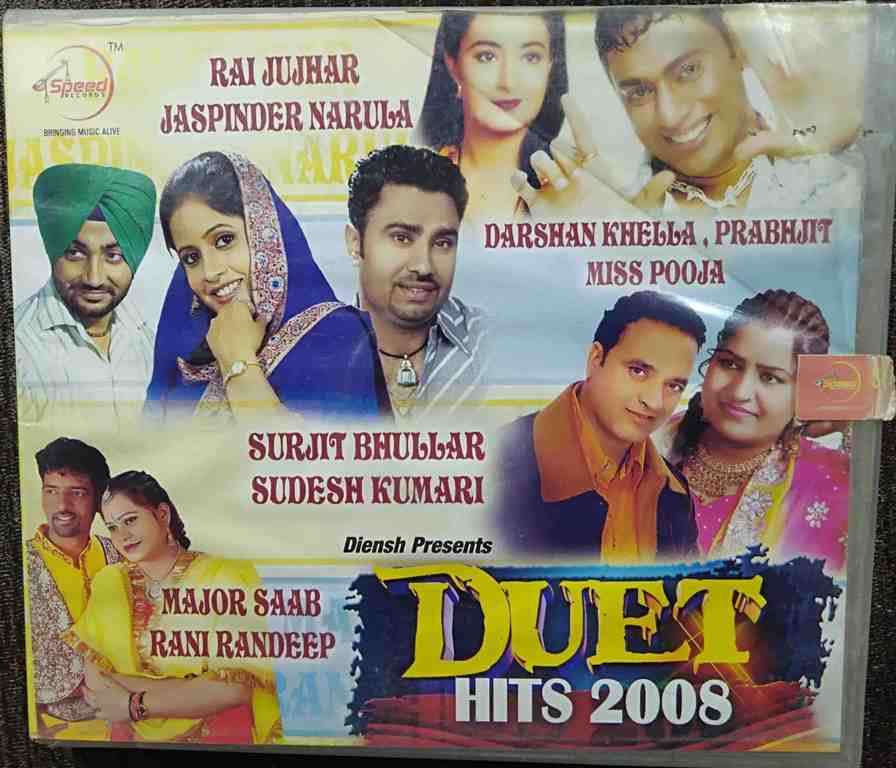 TM
Speed
RECORDS
BRINGING MUSIC ALIVE
RAI JUJHAR
JASPINDER NARULA
DARSHAN KHELLA , PRABHJIT
MISS POOJA
SURJIT BHULLAR
SUDESH KUMARI
Diensh Presents
MAJOR SAAB
RANI RANDEEP
DUET
HITS 2008